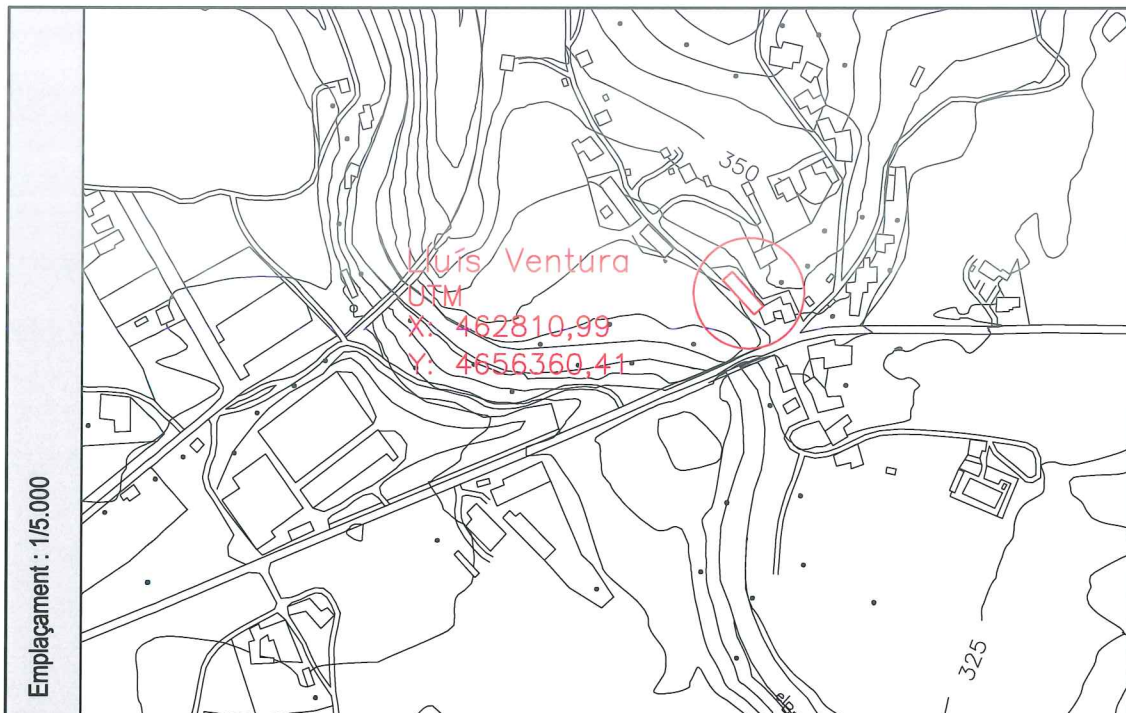 Emplaçament : 1/5.000
350
Lluís Ventura
UTM
X: 462810,99
Y: 4656360,41
325